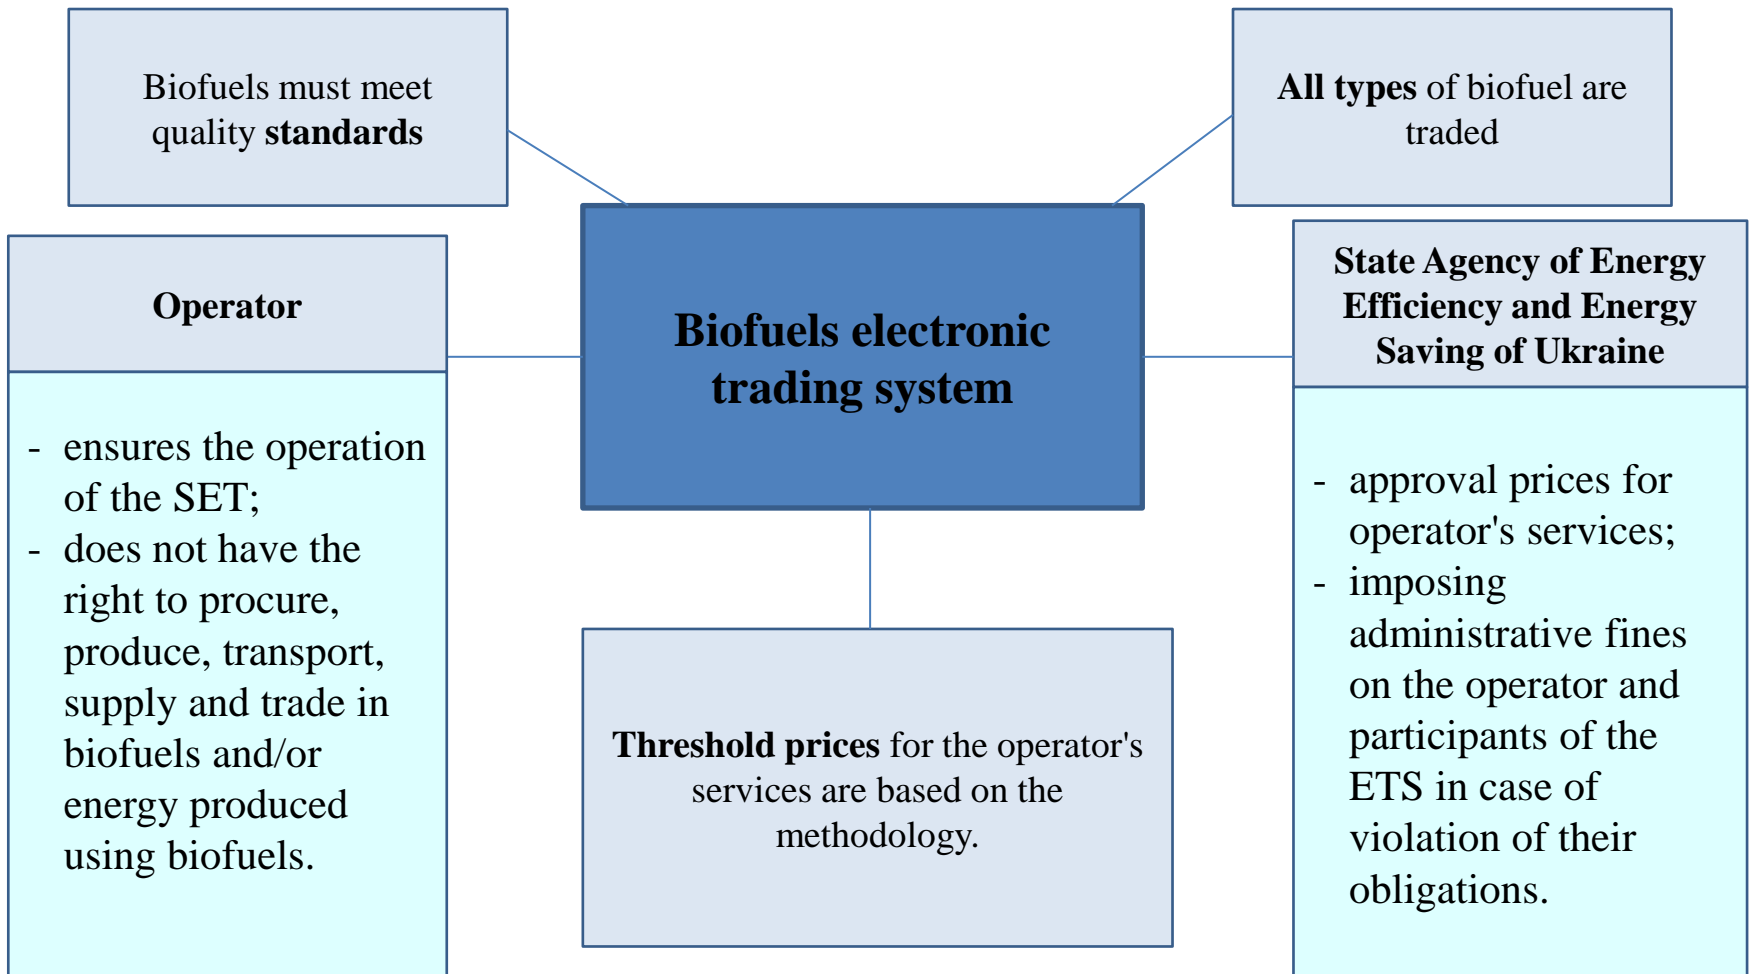 Biofuels must meet
quality standards
All types of biofuel are
traded
Operator
- ensures the operation
of the SET;
- does not have the
right to procure,
produce, transport,
supply and trade in
biofuels and/or
energy produced
using biofuels.
Biofuels electronic
trading system
Threshold prices for the operator's
services are based on the
methodology.
State Agency of Energy
Efficiency and Energy
Saving of Ukraine
- approval prices for
operator's services;
- imposing
administrative fines
on the operator and
participants of the
ETS in case of
violation of their
obligations.